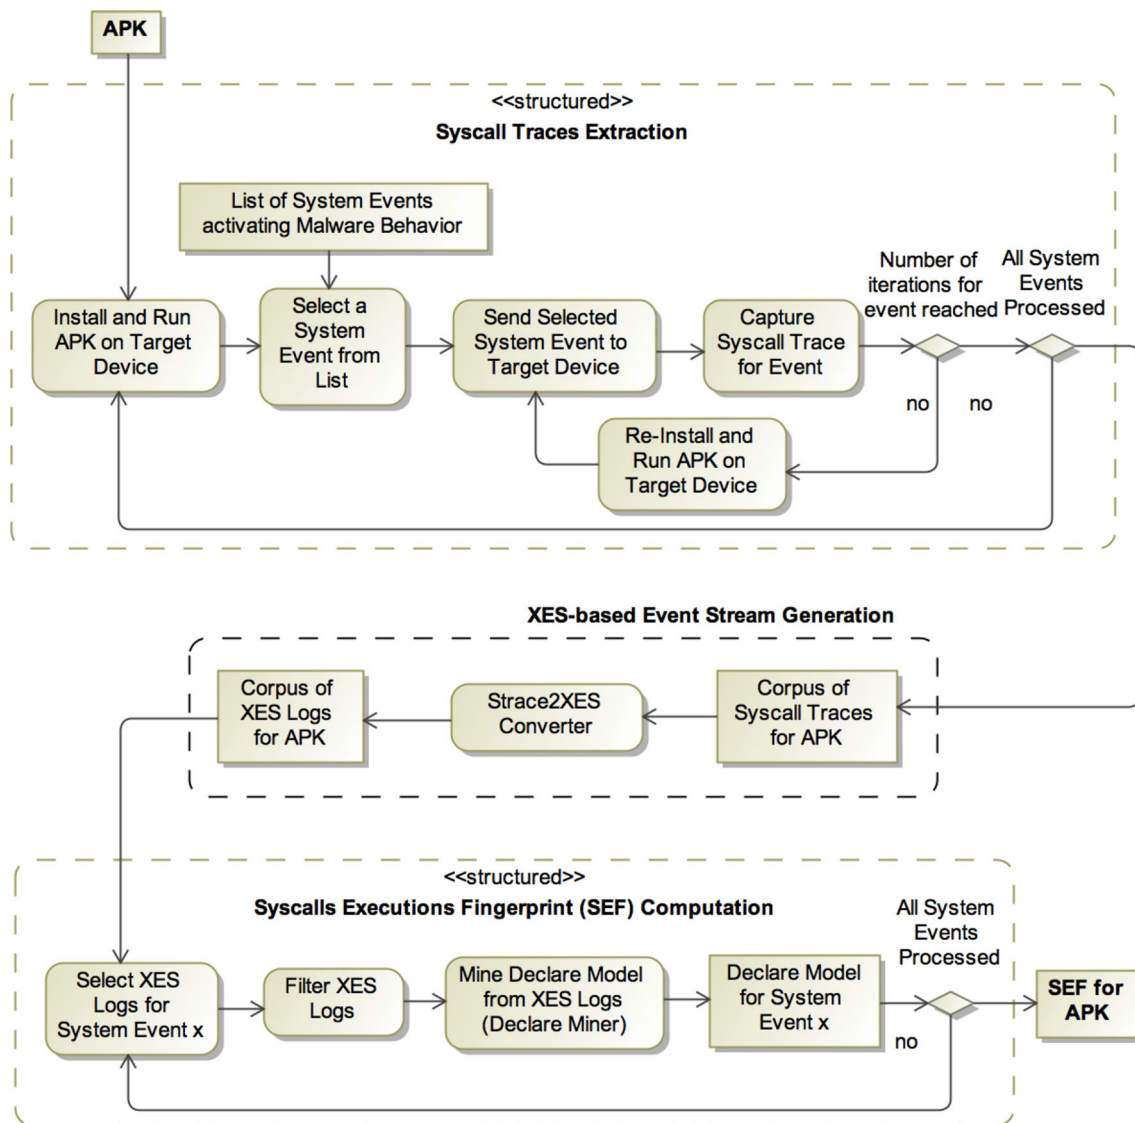 APK
<<structured>>
Syscall Traces Extraction
List of System Events
activating Malware Behavior
Install and Run
APK on Target
Device
Select a
System
Event from
List
Send Selected
System Event to
Target Device
Capture
Syscall Trace
for Event
Number of
iterations for
event reached
All System
Events
Processed
no
no
Re-Install and
Run APK on
Target Device
XES-based Event Stream Generation
Corpus of
XES Logs
for APK
Strace2XES
Converter
Corpus of
Syscall Traces
for APK
<<structured>>
Syscalls Executions Fingerprint (SEF) Computation
Select XES
Logs for
System Event x
Filter XES
Logs
Mine Declare Model
from XES Logs
(Declare Miner)
Declare Model
for System
Event x
All System
Events
Processed
no
SEF for
APK